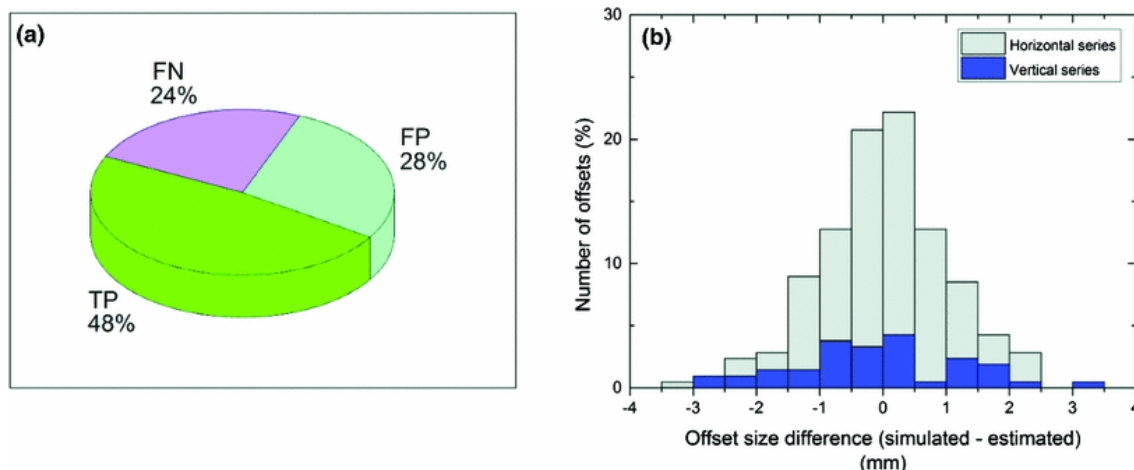 (a)
FN
24%
FP
28%
TP
48%
(b)
Horizontal series
Vertical series
30
20
10
0
Number of offsets (%)
-4 -3 -2 -1 0 1 2 3 4
Offset size difference (simulated - estimated)
(mm)